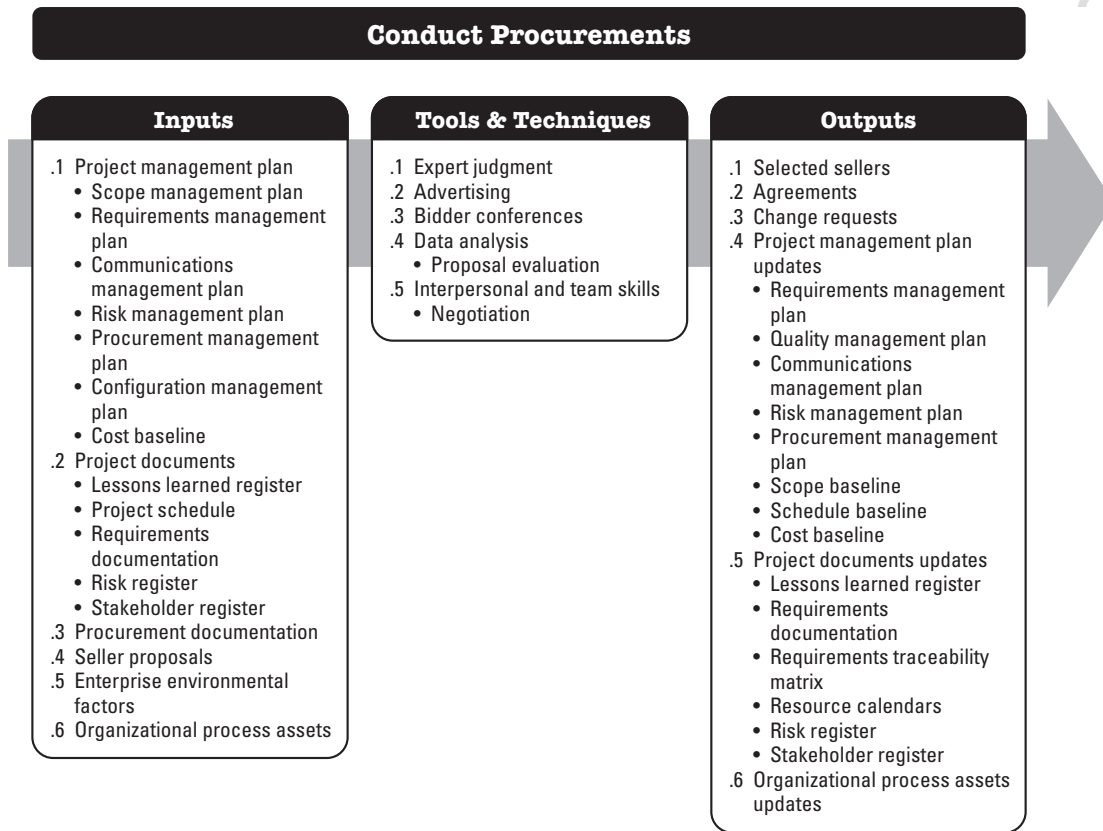 Conduct Procurements
Inputs
.1 Project management plan
• Scope management plan
• Requirements management
plan
• Communications
management plan
• Risk management plan
• Procurement management
plan
• Configuration management
plan
• Cost baseline
.2 Project documents
• Lessons learned register
• Project schedule
• Requirements
documentation
• Risk register
• Stakeholder register
.3 Procurement documentation
.4 Seller proposals
.5 Enterprise environmental
factors
.6 Organizational process assets
Tools & Techniques
.1 Expert judgment
.2 Advertising
.3 Bidder conferences
.4 Data analysis
• Proposal evaluation
.5 Interpersonal and team skills
• Negotiation
Outputs
.1 Selected sellers
.2 Agreements
.3 Change requests
.4 Project management plan
updates
• Requirements management
plan
• Quality management plan
• Communications
management plan
• Risk management plan
• Procurement management
plan
• Scope baseline
• Schedule baseline
• Cost baseline
.5 Project documents updates
• Lessons learned register
• Requirements
documentation
• Requirements traceability
matrix
• Resource calendars
• Risk register
• Stakeholder register
.6 Organizational process assets
updates